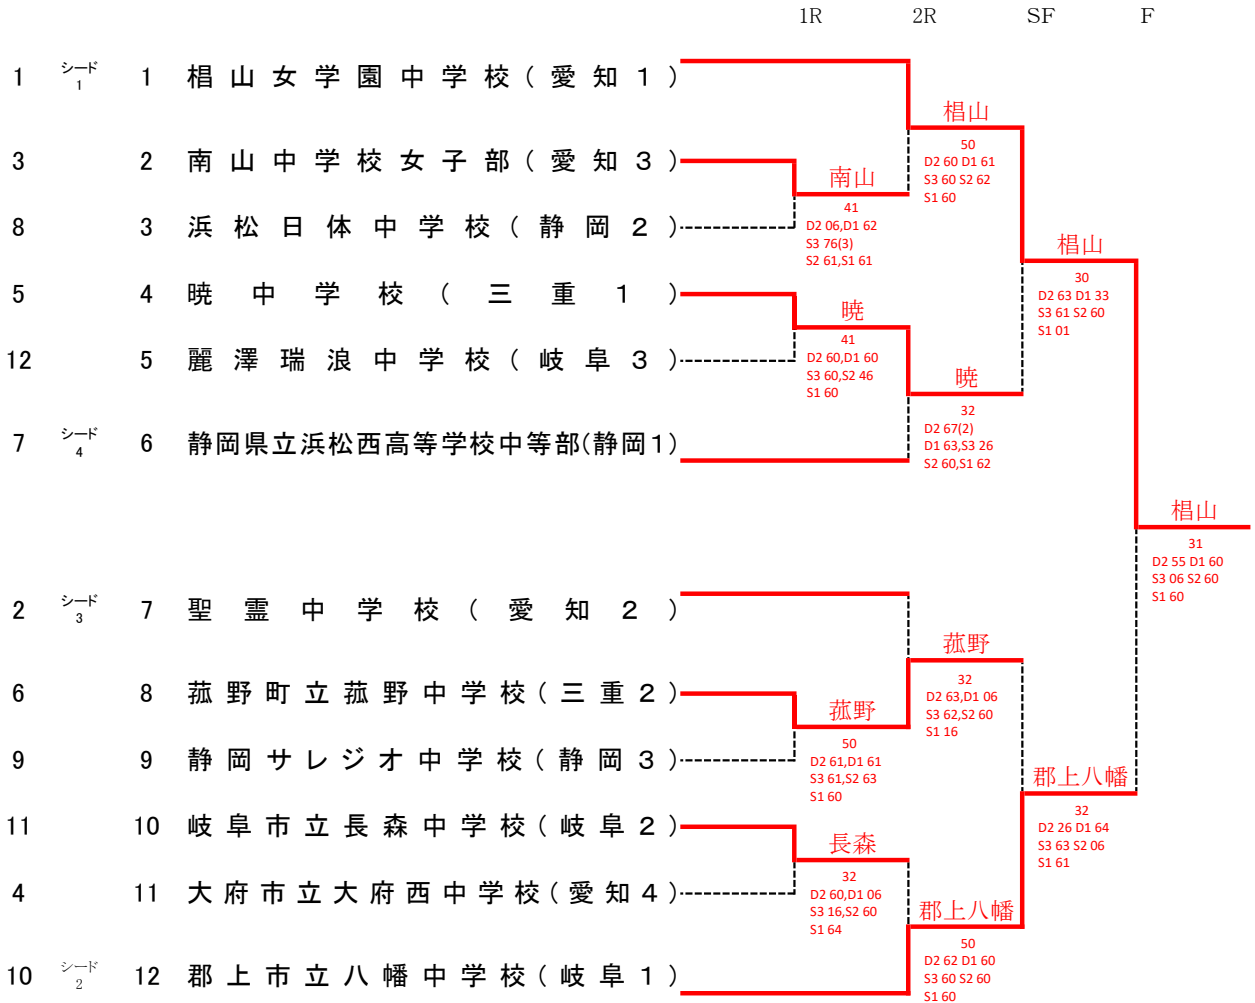 1R 2R SF F
1 シード1 1 椙山女学園中学校(愛知1)
椙山
50
D2 60 D1 61
S3 60 S2 62
S1 60
3 2 南山中学校女子部(愛知3)
南山
41
D2 06,D1 62
S3 76(3)
S2 61,S1 61
8 3 浜松日体中学校(静岡2)
椙山
30
D2 63 D1 33
S3 61 S2 60
S1 01
5 4 暁中学校(三重1)
暁
41
D2 60,D1 60
S3 60,S2 46
S1 60
12 5 麗澤瑞浪中学校(岐阜3)
暁
32
D2 67(2)
D1 63,S3 26
S2 60,S1 62
7 シード4 6 静岡県立浜松西高等学校中等部(静岡1)
椙山
31
D2 55 D1 60
S3 06 S2 60
S1 60
2 シード3 7 聖霊中学校(愛知2)
菰野
32
D2 63,D1 06
S3 62,S2 60
S1 16
6 8 菰野町立菰野中学校(三重2)
菰野
50
D2 61,D1 61
S3 61,S2 63
S1 60
9 9 静岡サレジオ中学校(静岡3)
郡上八幡
32
D2 26 D1 64
S3 63 S2 06
S1 61
11 10 岐阜市立長森中学校(岐阜2)
長森
32
D2 60,D1 06
S3 16,S2 60
S1 64
4 11 大府市立大府西中学校(愛知4)
郡上八幡
50
D2 62 D1 60
S3 60 S2 60
S1 60
10 シード2 12 郡上市立八幡中学校(岐阜1)